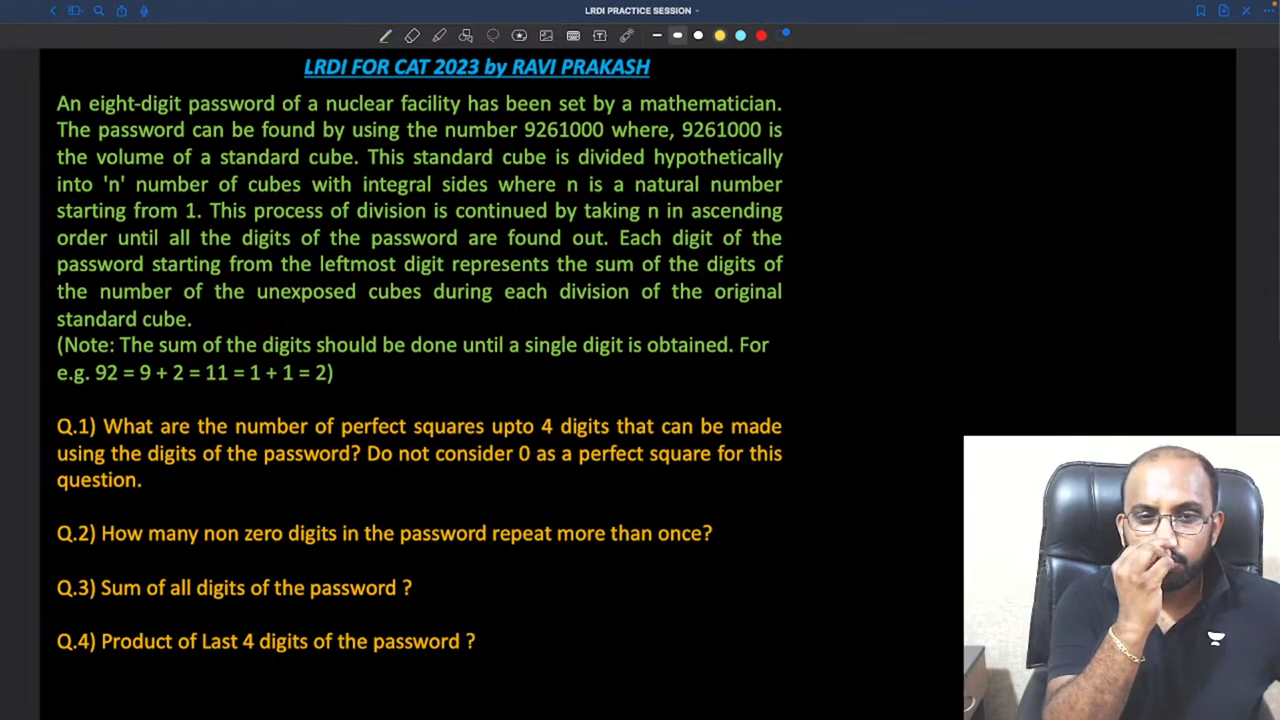 LRDI PRACTICE SESSION
LRDI FOR CAT 2023 by RAVI PRAKASH
An eight-digit password of a nuclear facility has been set by a mathematician.
The password can be found by using the number 9261000 where, 9261000 is
the volume of a standard cube. This standard cube is divided hypothetically
into 'n' number of cubes with integral sides where n is a natural number
starting from 1. This process of division is continued by taking n in ascending
order until all the digits of the password are found out. Each digit of the
password starting from the leftmost digit represents the sum of the digits of
the number of the unexposed cubes during each division of the original
standard cube.
(Note: The sum of the digits should be done until a single digit is obtained. For
e.g. 92 = 9 + 2 = 11 = 1 + 1 = 2)
Q.1) What are the number of perfect squares upto 4 digits that can be made
using the digits of the password? Do not consider 0 as a perfect square for this
question.
Q.2) How many non zero digits in the password repeat more than once?
Q.3) Sum of all digits of the password ?
Q.4) Product of Last 4 digits of the password ?